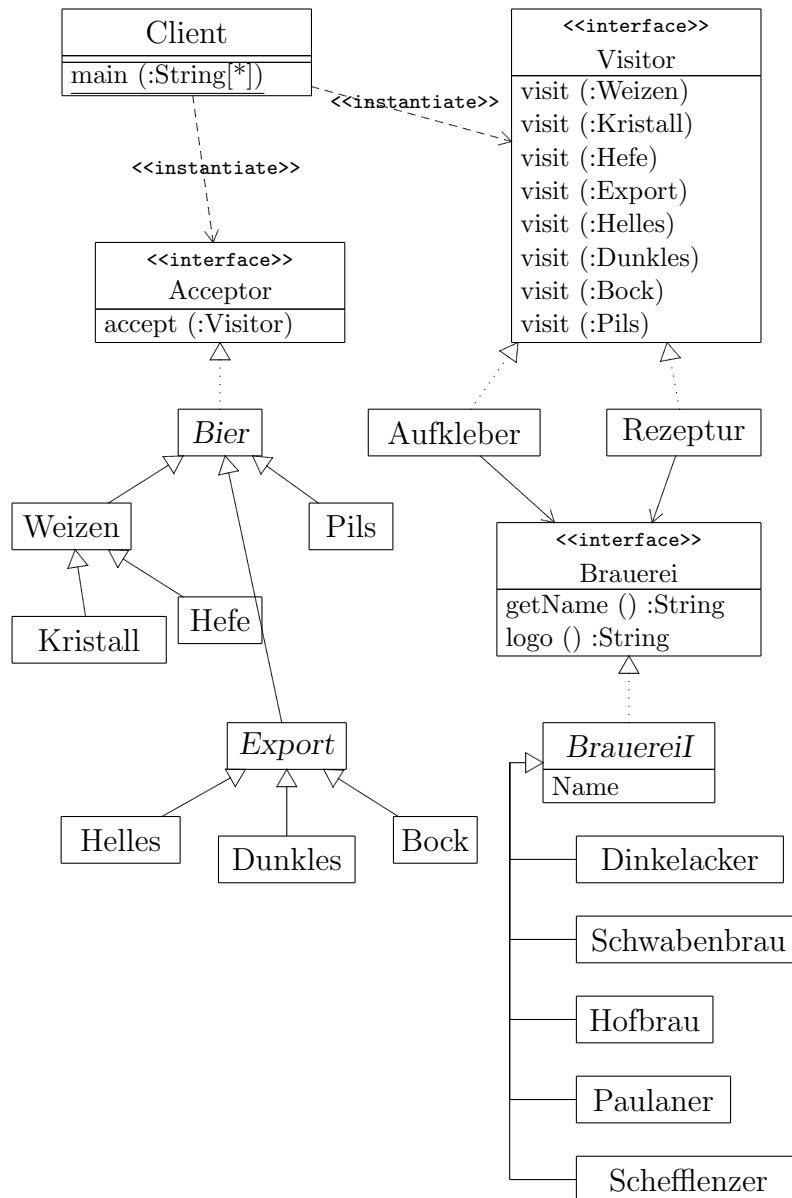 Client
main (:String[*])
<<instantiate>>
<<instantiate>>
<<interface>>
Visitor
visit (:Weizen)
visit (:Kristall)
visit (:Hefe)
visit (:Export)
visit (:Helles)
visit (:Dunkles)
visit (:Bock)
visit (:Pils)
<<interface>>
Acceptor
accept (:Visitor)
Bier
Aufkleber
Rezeptur
Weizen
Pils
Kristall
Hefe
<<interface>>
Brauerei
getName () :String
logo () :String
Export
BrauereiI
Name
Helles
Dunkles
Bock
Dinkelacker
Schwabenbrau
Hofbrau
Paulaner
Schefflenzer